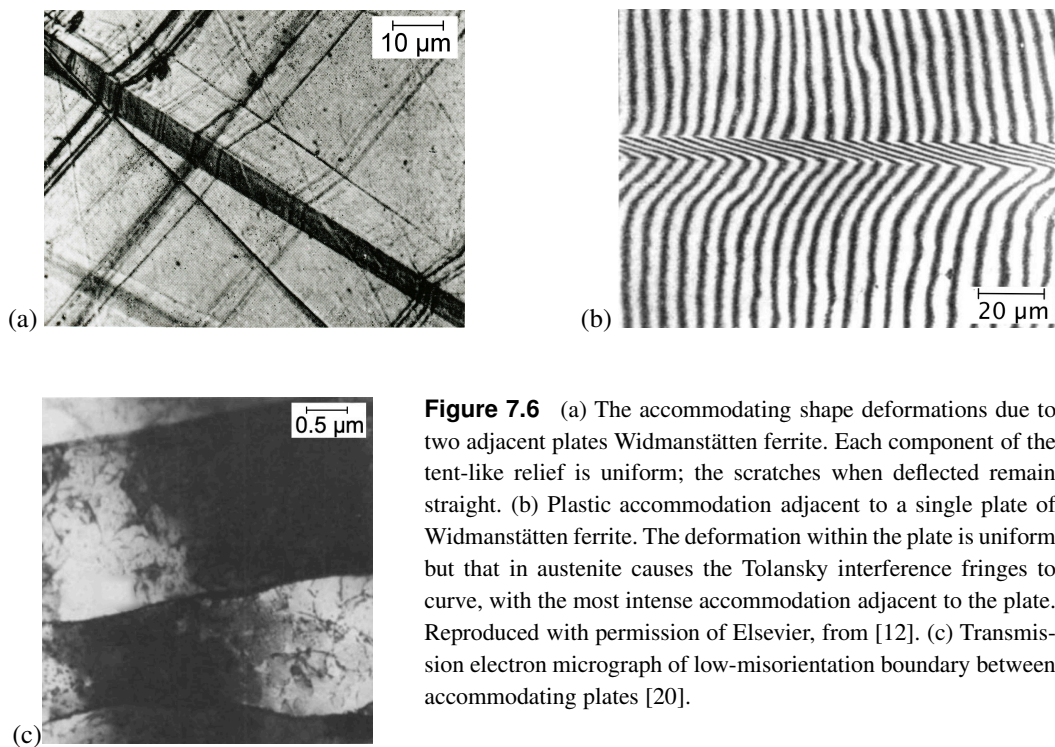 10 µm
(a)
20 µm
(b)
0.5 µm
(c)
Figure 7.6 (a) The accommodating shape deformations due to
two adjacent plates Widmanstätten ferrite. Each component of the
tent-like relief is uniform; the scratches when deflected remain
straight. (b) Plastic accommodation adjacent to a single plate of
Widmanstätten ferrite. The deformation within the plate is uniform
but that in austenite causes the Tolansky interference fringes to
curve, with the most intense accommodation adjacent to the plate.
Reproduced with permission of Elsevier, from [12]. (c) Transmis-
sion electron micrograph of low-misorientation boundary between
accommodating plates [20].